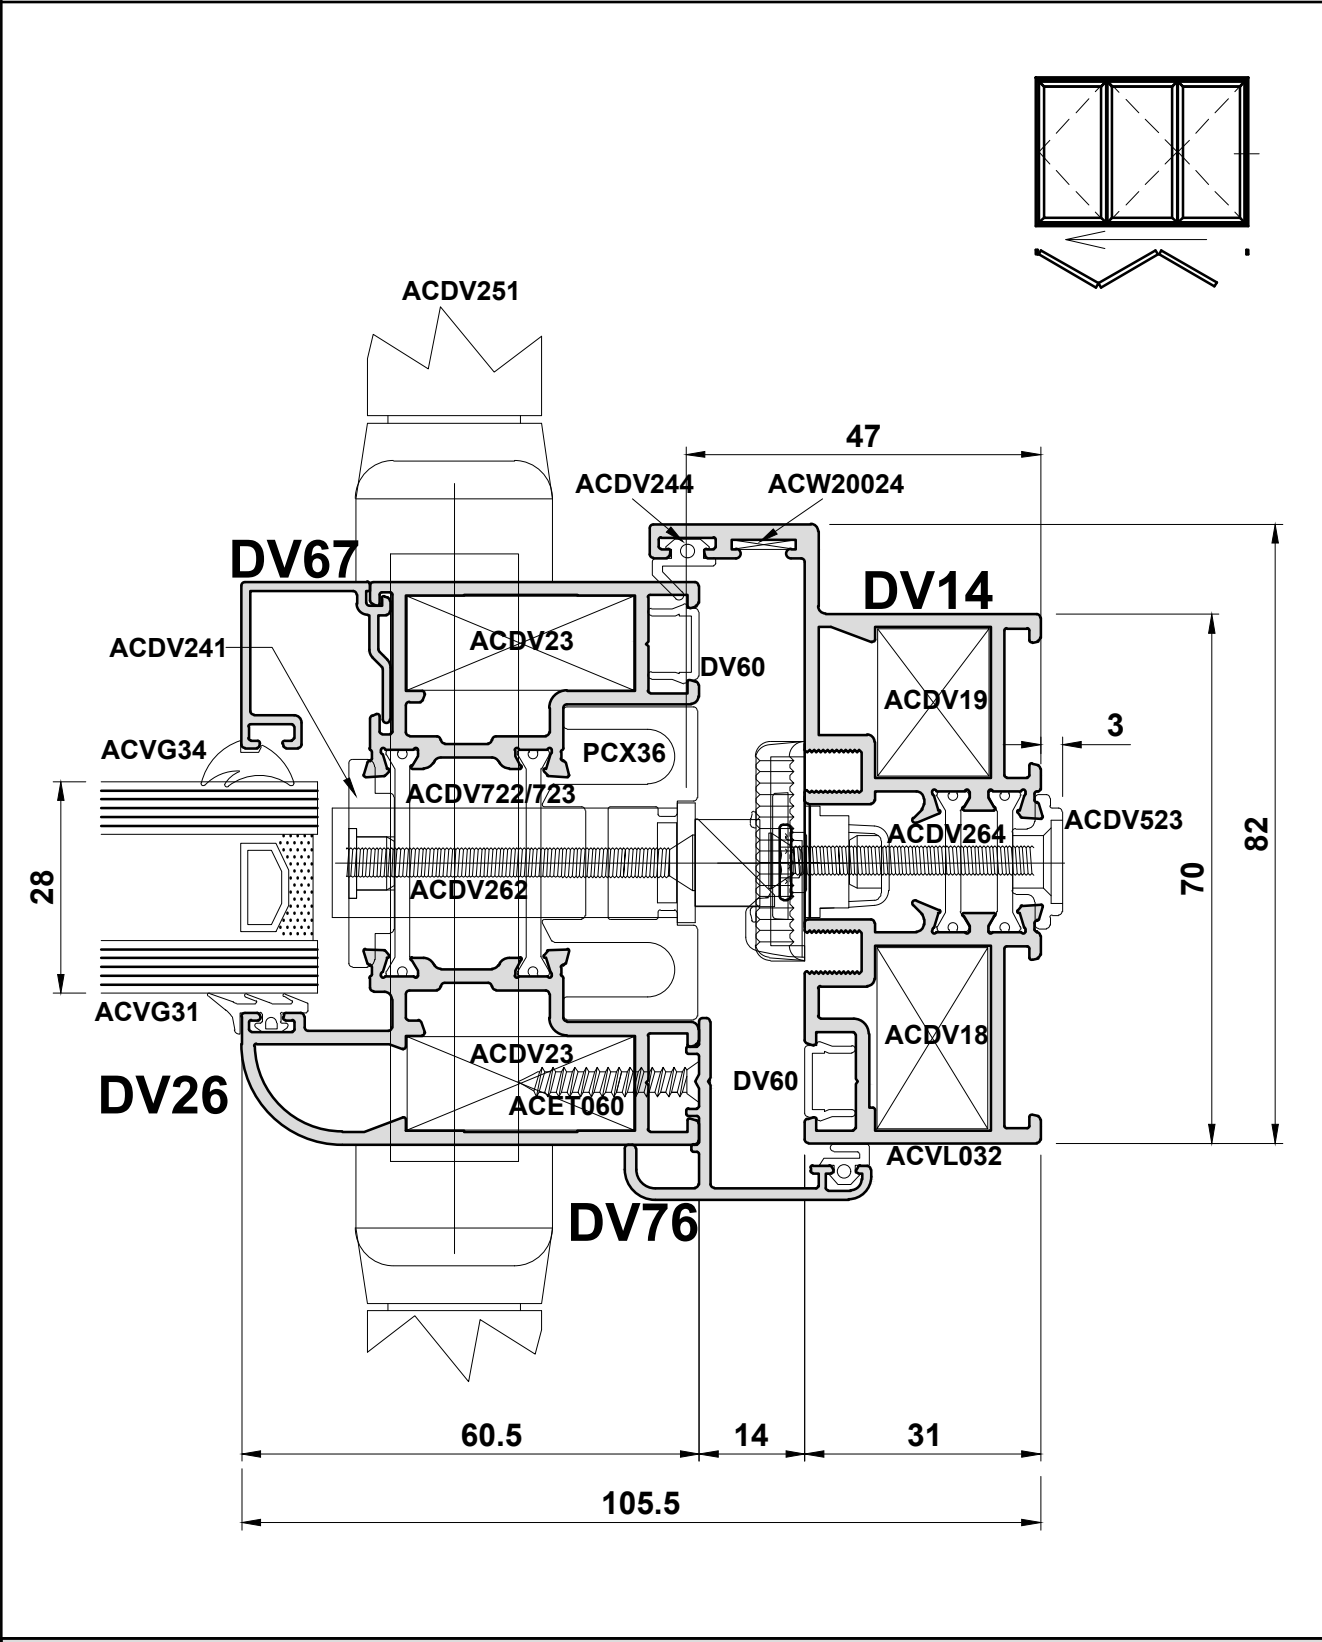 ACDV251
47
ACDV244
ACW20024
DV67
DV14
ACDV23
ACDV241
DV60
ACDV19
3
ACVG34
PCX36
ACDV722/723
ACDV523
ACDV264
82
70
28
ACDV262
ACVG31
ACDV18
ACDV23
DV60
DV26
ACET060
ACVL032
DV76
60.5
14
31
105.5